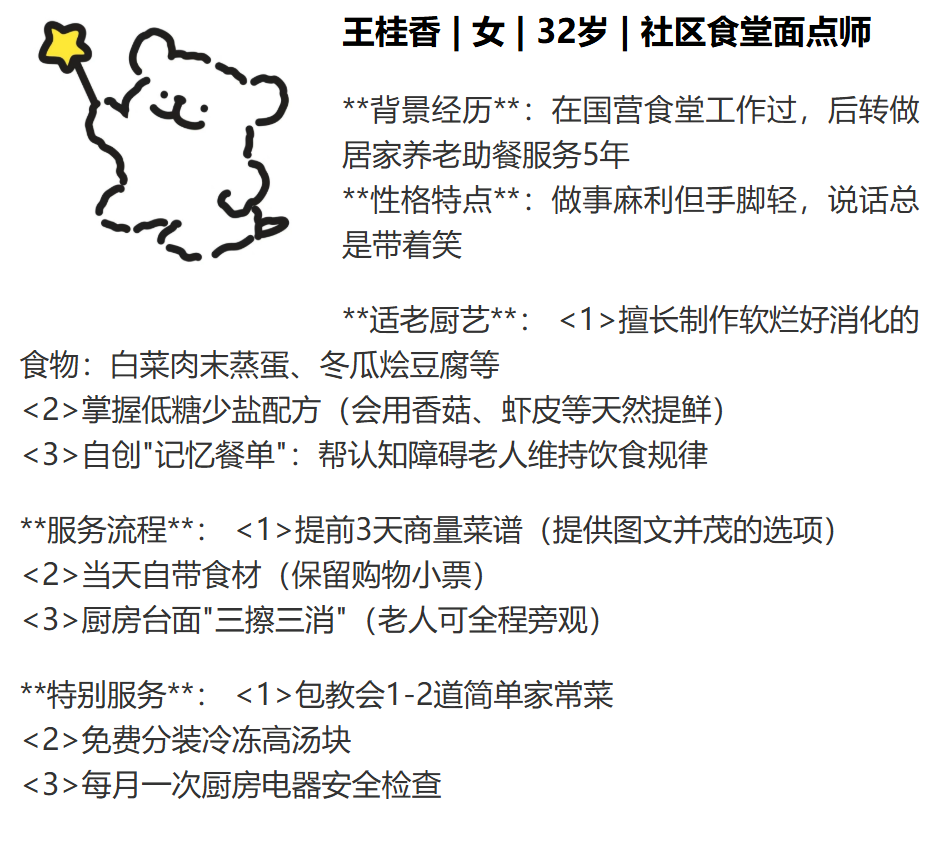 王桂香 | 女 | 32岁 | 社区食堂面点师
**背景经历**：在国营食堂工作过，后转做
居家养老助餐服务5年
**性格特点**：做事麻利但手脚轻，说话总
是带着笑
**适老厨艺**： <1>擅长制作软烂好消化的
食物：白菜肉末蒸蛋、冬瓜烩豆腐等
<2>掌握低糖少盐配方（会用香菇、虾皮等天然提鲜）
<3>自创"记忆餐单"：帮认知障碍老人维持饮食规律
**服务流程**： <1>提前3天商量菜谱（提供图文并茂的选项）
<2>当天自带食材（保留购物小票）
<3>厨房台面"三擦三消"（老人可全程旁观）
**特别服务**： <1>包教会1-2道简单家常菜
<2>免费分装冷冻高汤块
<3>每月一次厨房电器安全检查